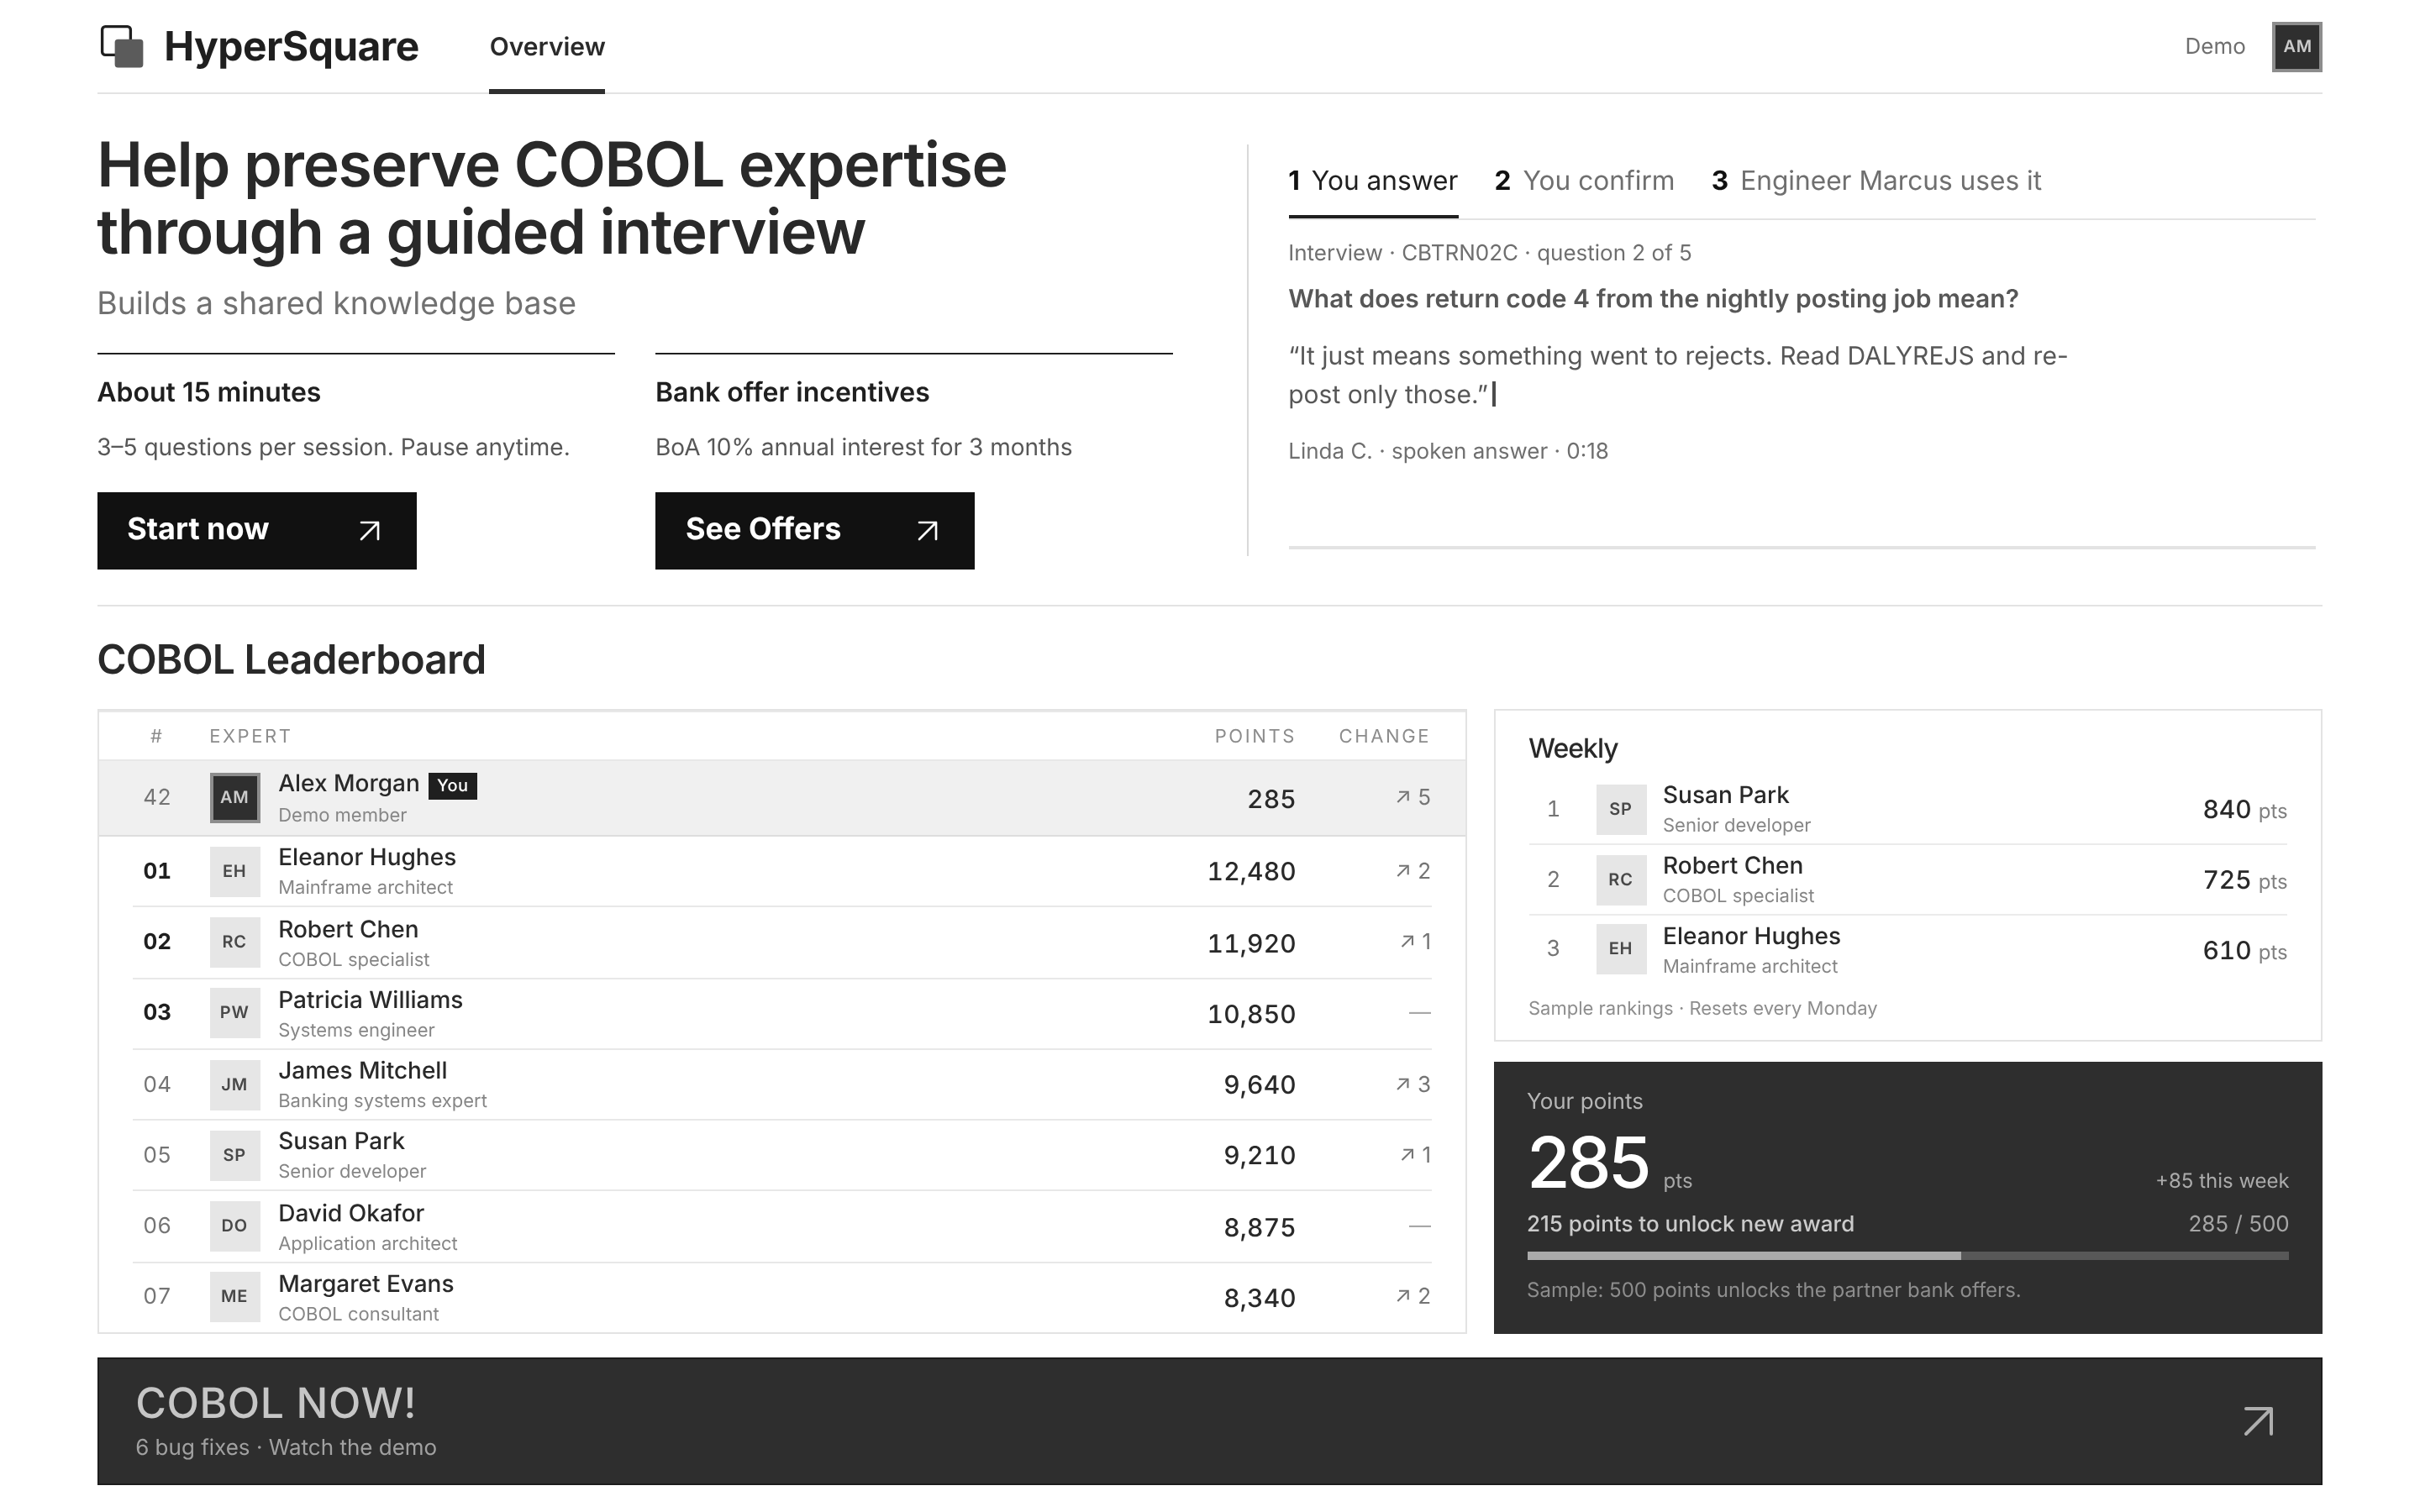 HyperSquare
Overview
Demo
AM
Help preserve COBOL expertise
through a guided interview
Builds a shared knowledge base
About 15 minutes
3–5 questions per session. Pause anytime.
Start now
Bank offer incentives
BoA 10% annual interest for 3 months
See Offers
1 You answer
2 You confirm
3 Engineer Marcus uses it
Interview · CBTRN02C · question 2 of 5
What does return code 4 from the nightly posting job mean?
“It just means something went to rejects. Read DALYREJS and re-
post only those.”
Linda C. · spoken answer · 0:18
COBOL Leaderboard
# EXPERT POINTS CHANGE
42 AM Alex Morgan You 285 ↗ 5
Demo member
01 EH Eleanor Hughes 12,480 ↗ 2
Mainframe architect
02 RC Robert Chen 11,920 ↗ 1
COBOL specialist
03 PW Patricia Williams 10,850 —
Systems engineer
04 JM James Mitchell 9,640 ↗ 3
Banking systems expert
05 SP Susan Park 9,210 ↗ 1
Senior developer
06 DO David Okafor 8,875 —
Application architect
07 ME Margaret Evans 8,340 ↗ 2
COBOL consultant
Weekly
1 SP Susan Park 840 pts
Senior developer
2 RC Robert Chen 725 pts
COBOL specialist
3 EH Eleanor Hughes 610 pts
Mainframe architect
Sample rankings · Resets every Monday
Your points
285 pts +85 this week
215 points to unlock new award 285 / 500
Sample: 500 points unlocks the partner bank offers.
COBOL NOW!
6 bug fixes · Watch the demo